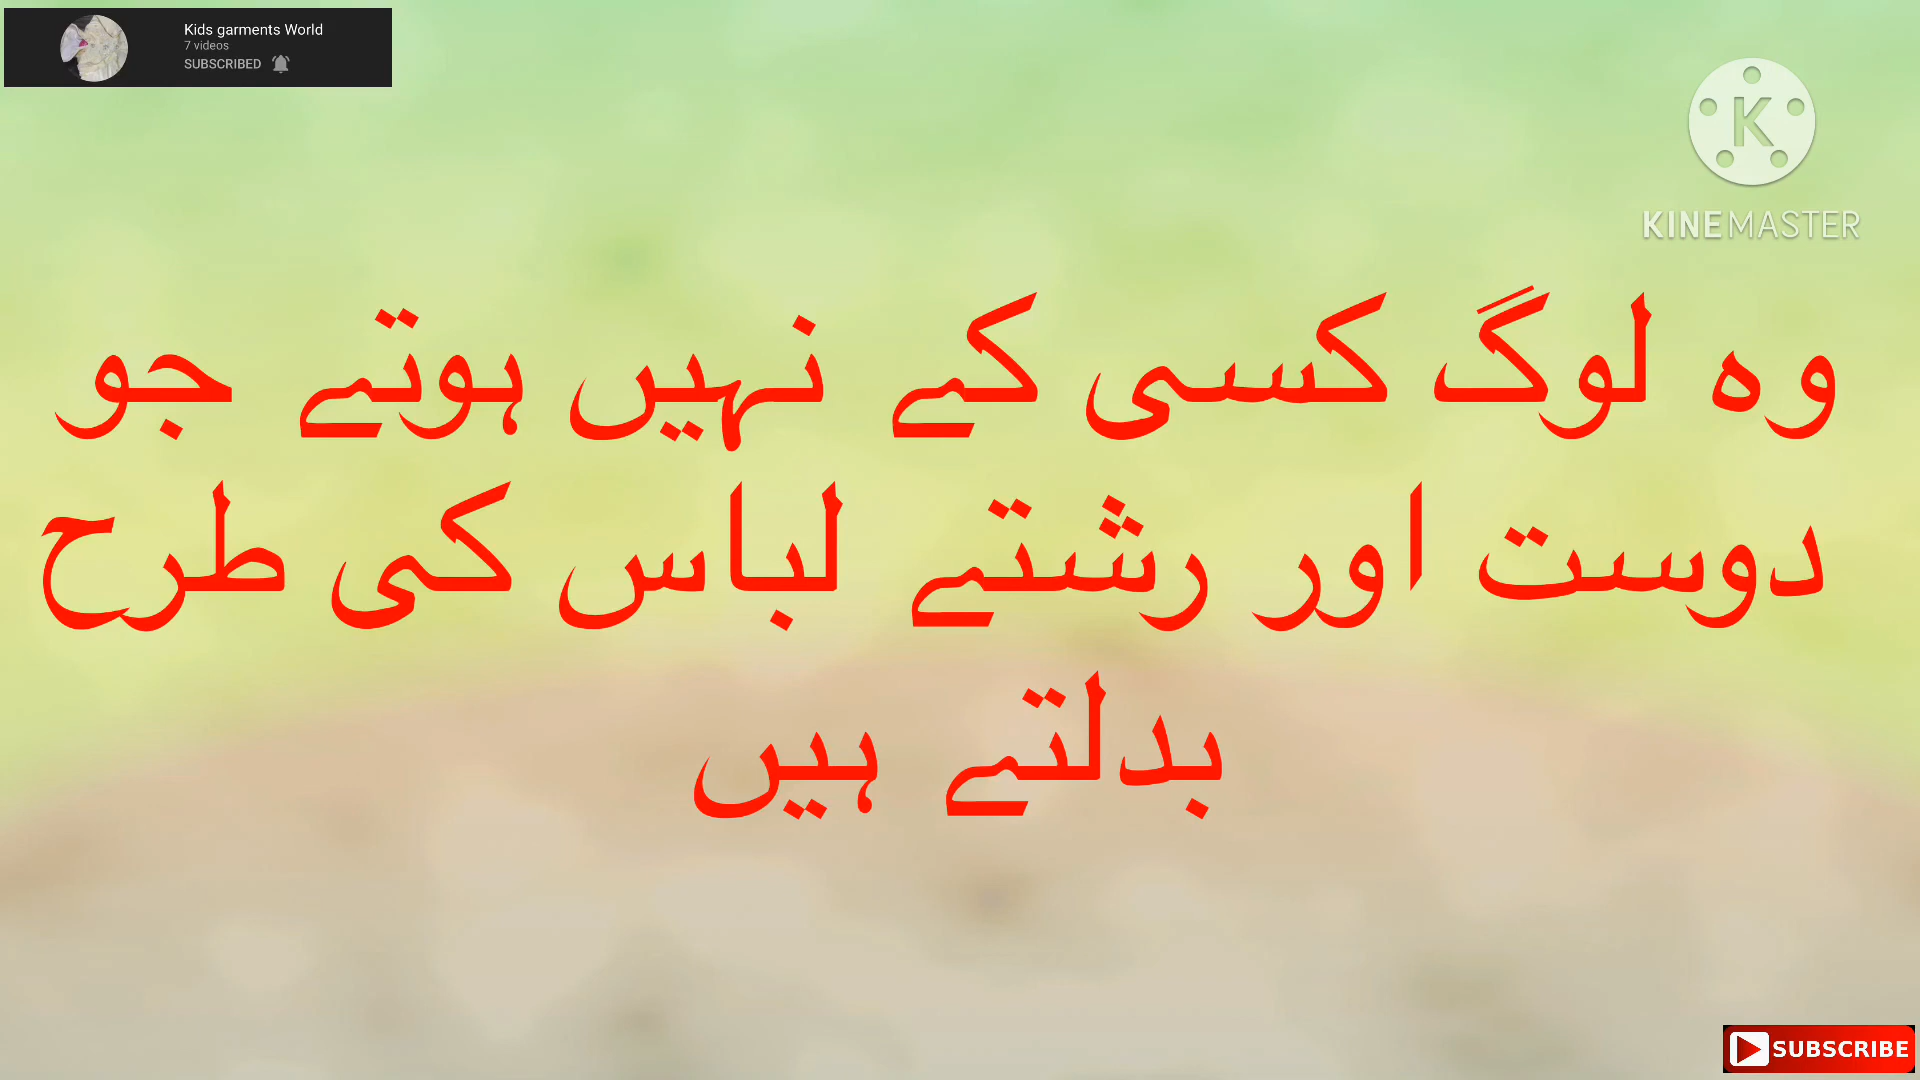 Kids garments World
7 videos
SUBSCRIBED
K
KINEMASTER
وہ لوگ کسی کے نہیں ہوتے جو
دوست اور رشتے لباس کی طرح
بدلتے ہیں
SUBSCRIBE